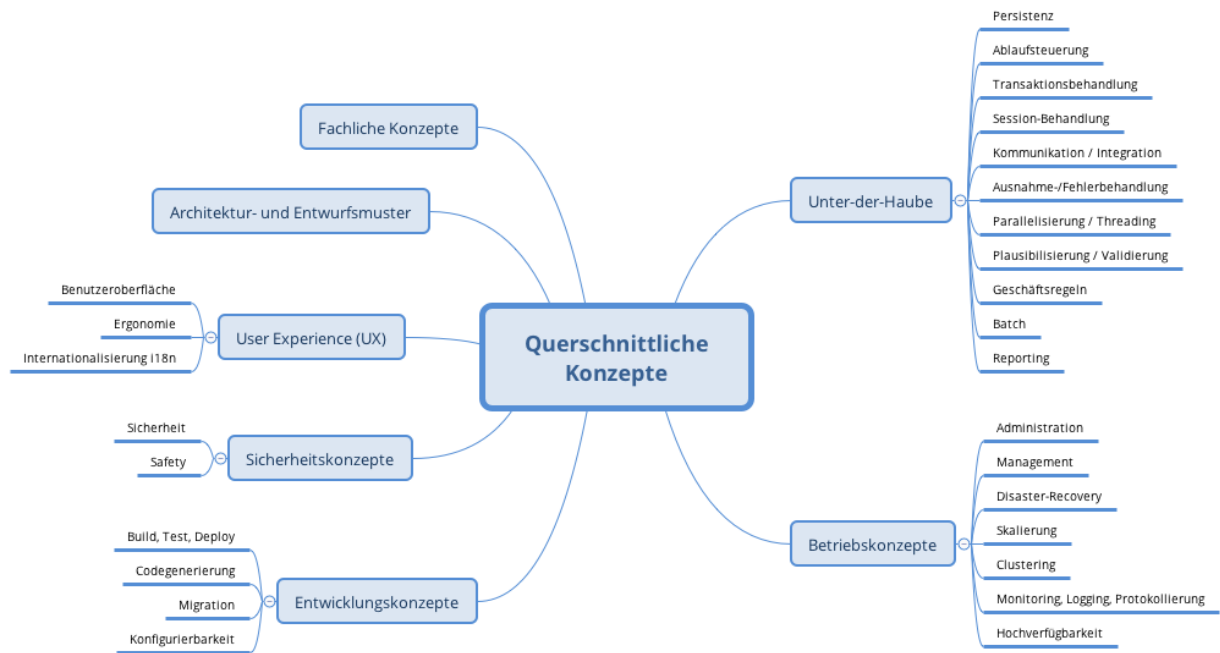 Querschnittliche
Konzepte
Fachliche Konzepte
Architektur- und Entwurfsmuster
User Experience (UX)
Benutzeroberfläche
Ergonomie
Internationalisierung i18n
Sicherheitskonzepte
Sicherheit
Safety
Entwicklungskonzepte
Build, Test, Deploy
Codegenerierung
Migration
Konfigurierbarkeit
Unter-der-Haube
Persistenz
Ablaufsteuerung
Transaktionsbehandlung
Session-Behandlung
Kommunikation / Integration
Ausnahme-/Fehlerbehandlung
Parallelisierung / Threading
Plausibilisierung / Validierung
Geschäftsregeln
Batch
Reporting
Betriebskonzepte
Administration
Management
Disaster-Recovery
Skalierung
Clustering
Monitoring, Logging, Protokollierung
Hochverfügbarkeit